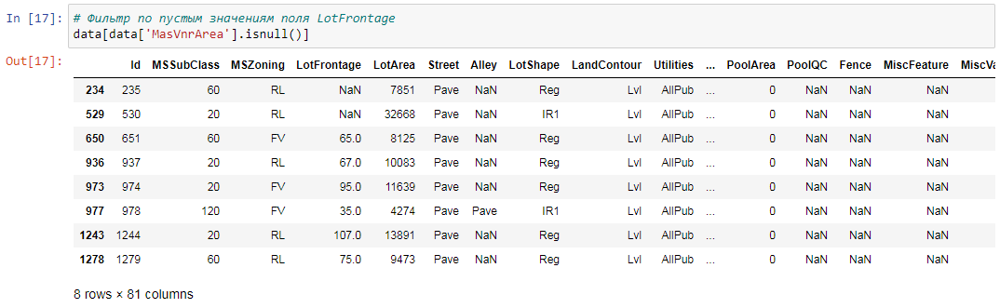 In [17]: # Фильтр по пустым значениям поля LotFrontage
data[data['MasVnrArea'].isnull()]
Out[17]:
Id MSSubClass MSZoning LotFrontage LotArea Street Alley LotShape LandContour Utilities ... PoolArea PoolQC Fence MiscFeature MiscVa
234 235 60 RL NaN 7851 Pave NaN Reg Lvl AllPub ... 0 NaN NaN NaN
529 530 20 RL NaN 32668 Pave NaN IR1 Lvl AllPub ... 0 NaN NaN NaN
650 651 60 FV 65.0 8125 Pave NaN Reg Lvl AllPub ... 0 NaN NaN NaN
936 937 20 RL 67.0 10083 Pave NaN Reg Lvl AllPub ... 0 NaN NaN NaN
973 974 20 FV 95.0 11639 Pave NaN Reg Lvl AllPub ... 0 NaN NaN NaN
977 978 120 FV 35.0 4274 Pave Pave IR1 Lvl AllPub ... 0 NaN NaN NaN
1243 1244 20 RL 107.0 13891 Pave NaN Reg Lvl AllPub ... 0 NaN NaN NaN
1278 1279 60 RL 75.0 9473 Pave NaN Reg Lvl AllPub ... 0 NaN NaN NaN
8 rows × 81 columns